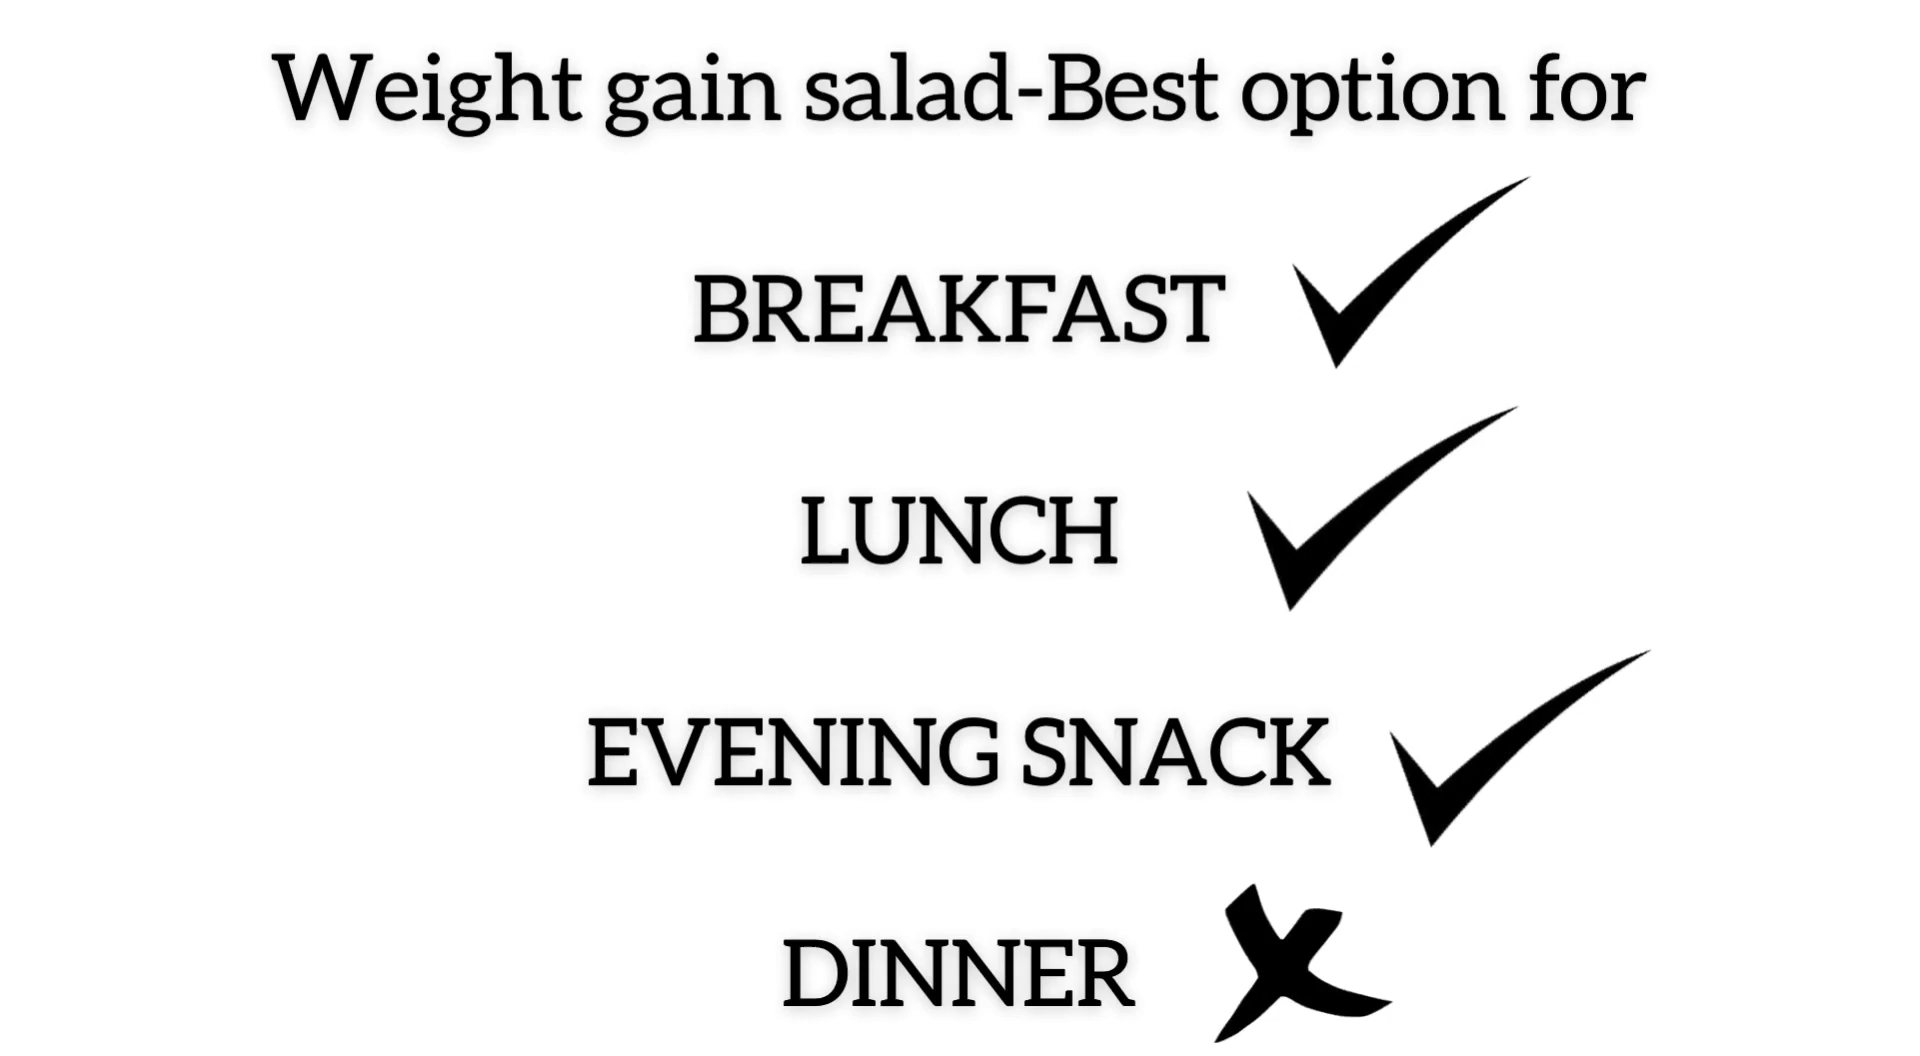 Weight gain salad-Best option for
BREAKFAST
LUNCH
EVENING SNACK
DINNER